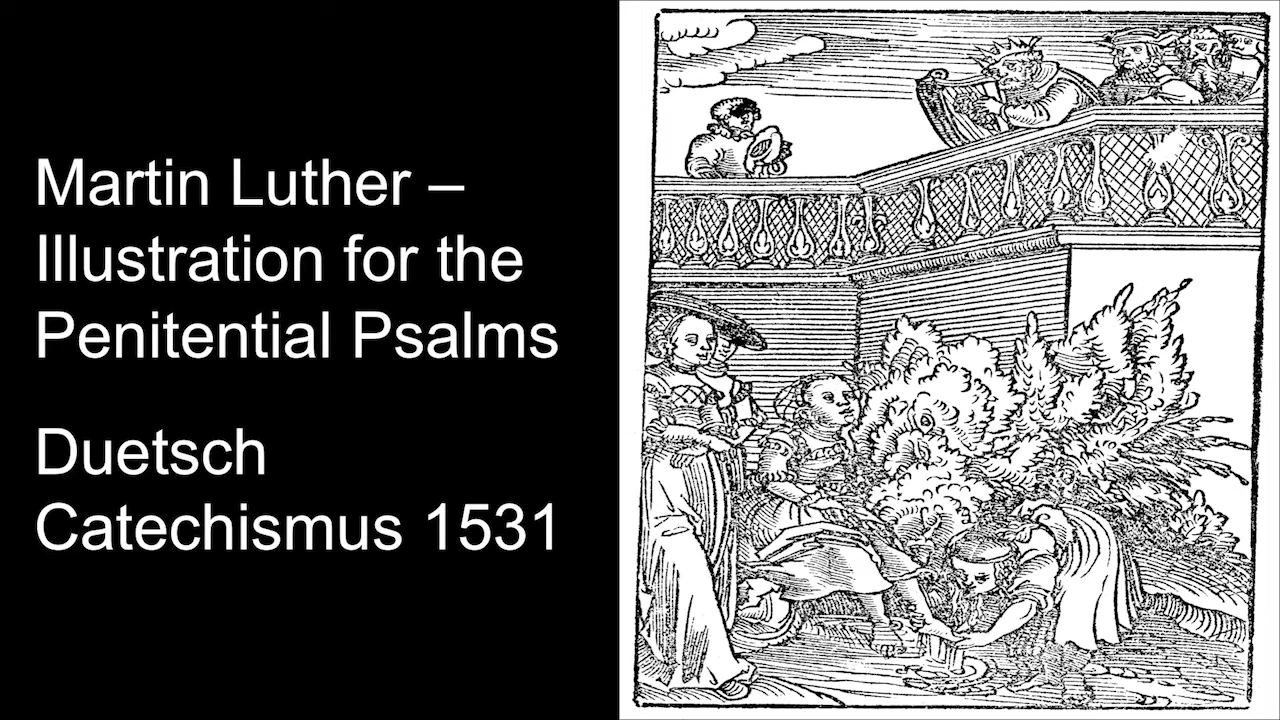 Martin Luther –
Illustration for the
Penitential Psalms
Duetsch
Catechismus 1531